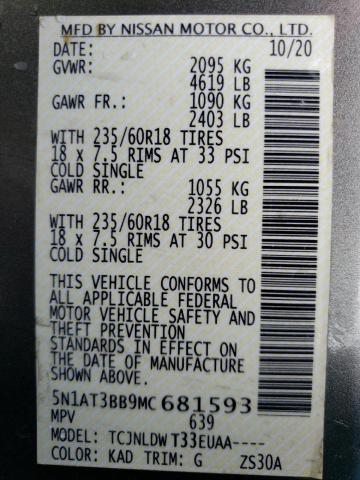 MFD BY NISSAN MOTOR CO., LTD.
DATE: 10/20
GVWR: 2095 KG
4619 LB
GAWR FR.: 1090 KG
2403 LB
WITH 235/60R18 TIRES
18 x 7.5 RIMS AT 33 PSI
COLD SINGLE
GAWR RR.: 1055 KG
2326 LB
WITH 235/60R18 TIRES
18 x 7.5 RIMS AT 30 PSI
COLD SINGLE
THIS VEHICLE CONFORMS TO
ALL APPLICABLE FEDERAL
MOTOR VEHICLE SAFETY AND
THEFT PREVENTION
STANDARDS IN EFFECT ON
THE DATE OF MANUFACTURE
SHOWN ABOVE.
5N1AT3BB9MC681593
MPV 639
MODEL: TCJNLDWT33EUAA----
COLOR: KAD TRIM: G ZS30A